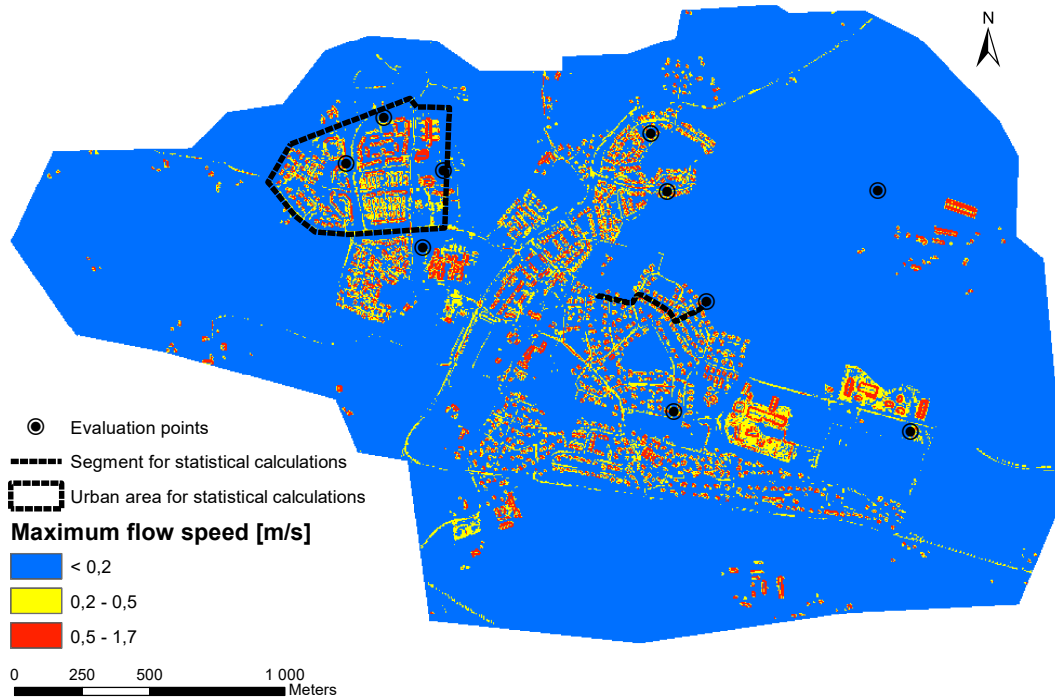 N
Evaluation points
Segment for statistical calculations
Urban area for statistical calculations
Maximum flow speed [m/s]
< 0,2
0,2 - 0,5
0,5 - 1,7
0 250 500 1 000
Meters